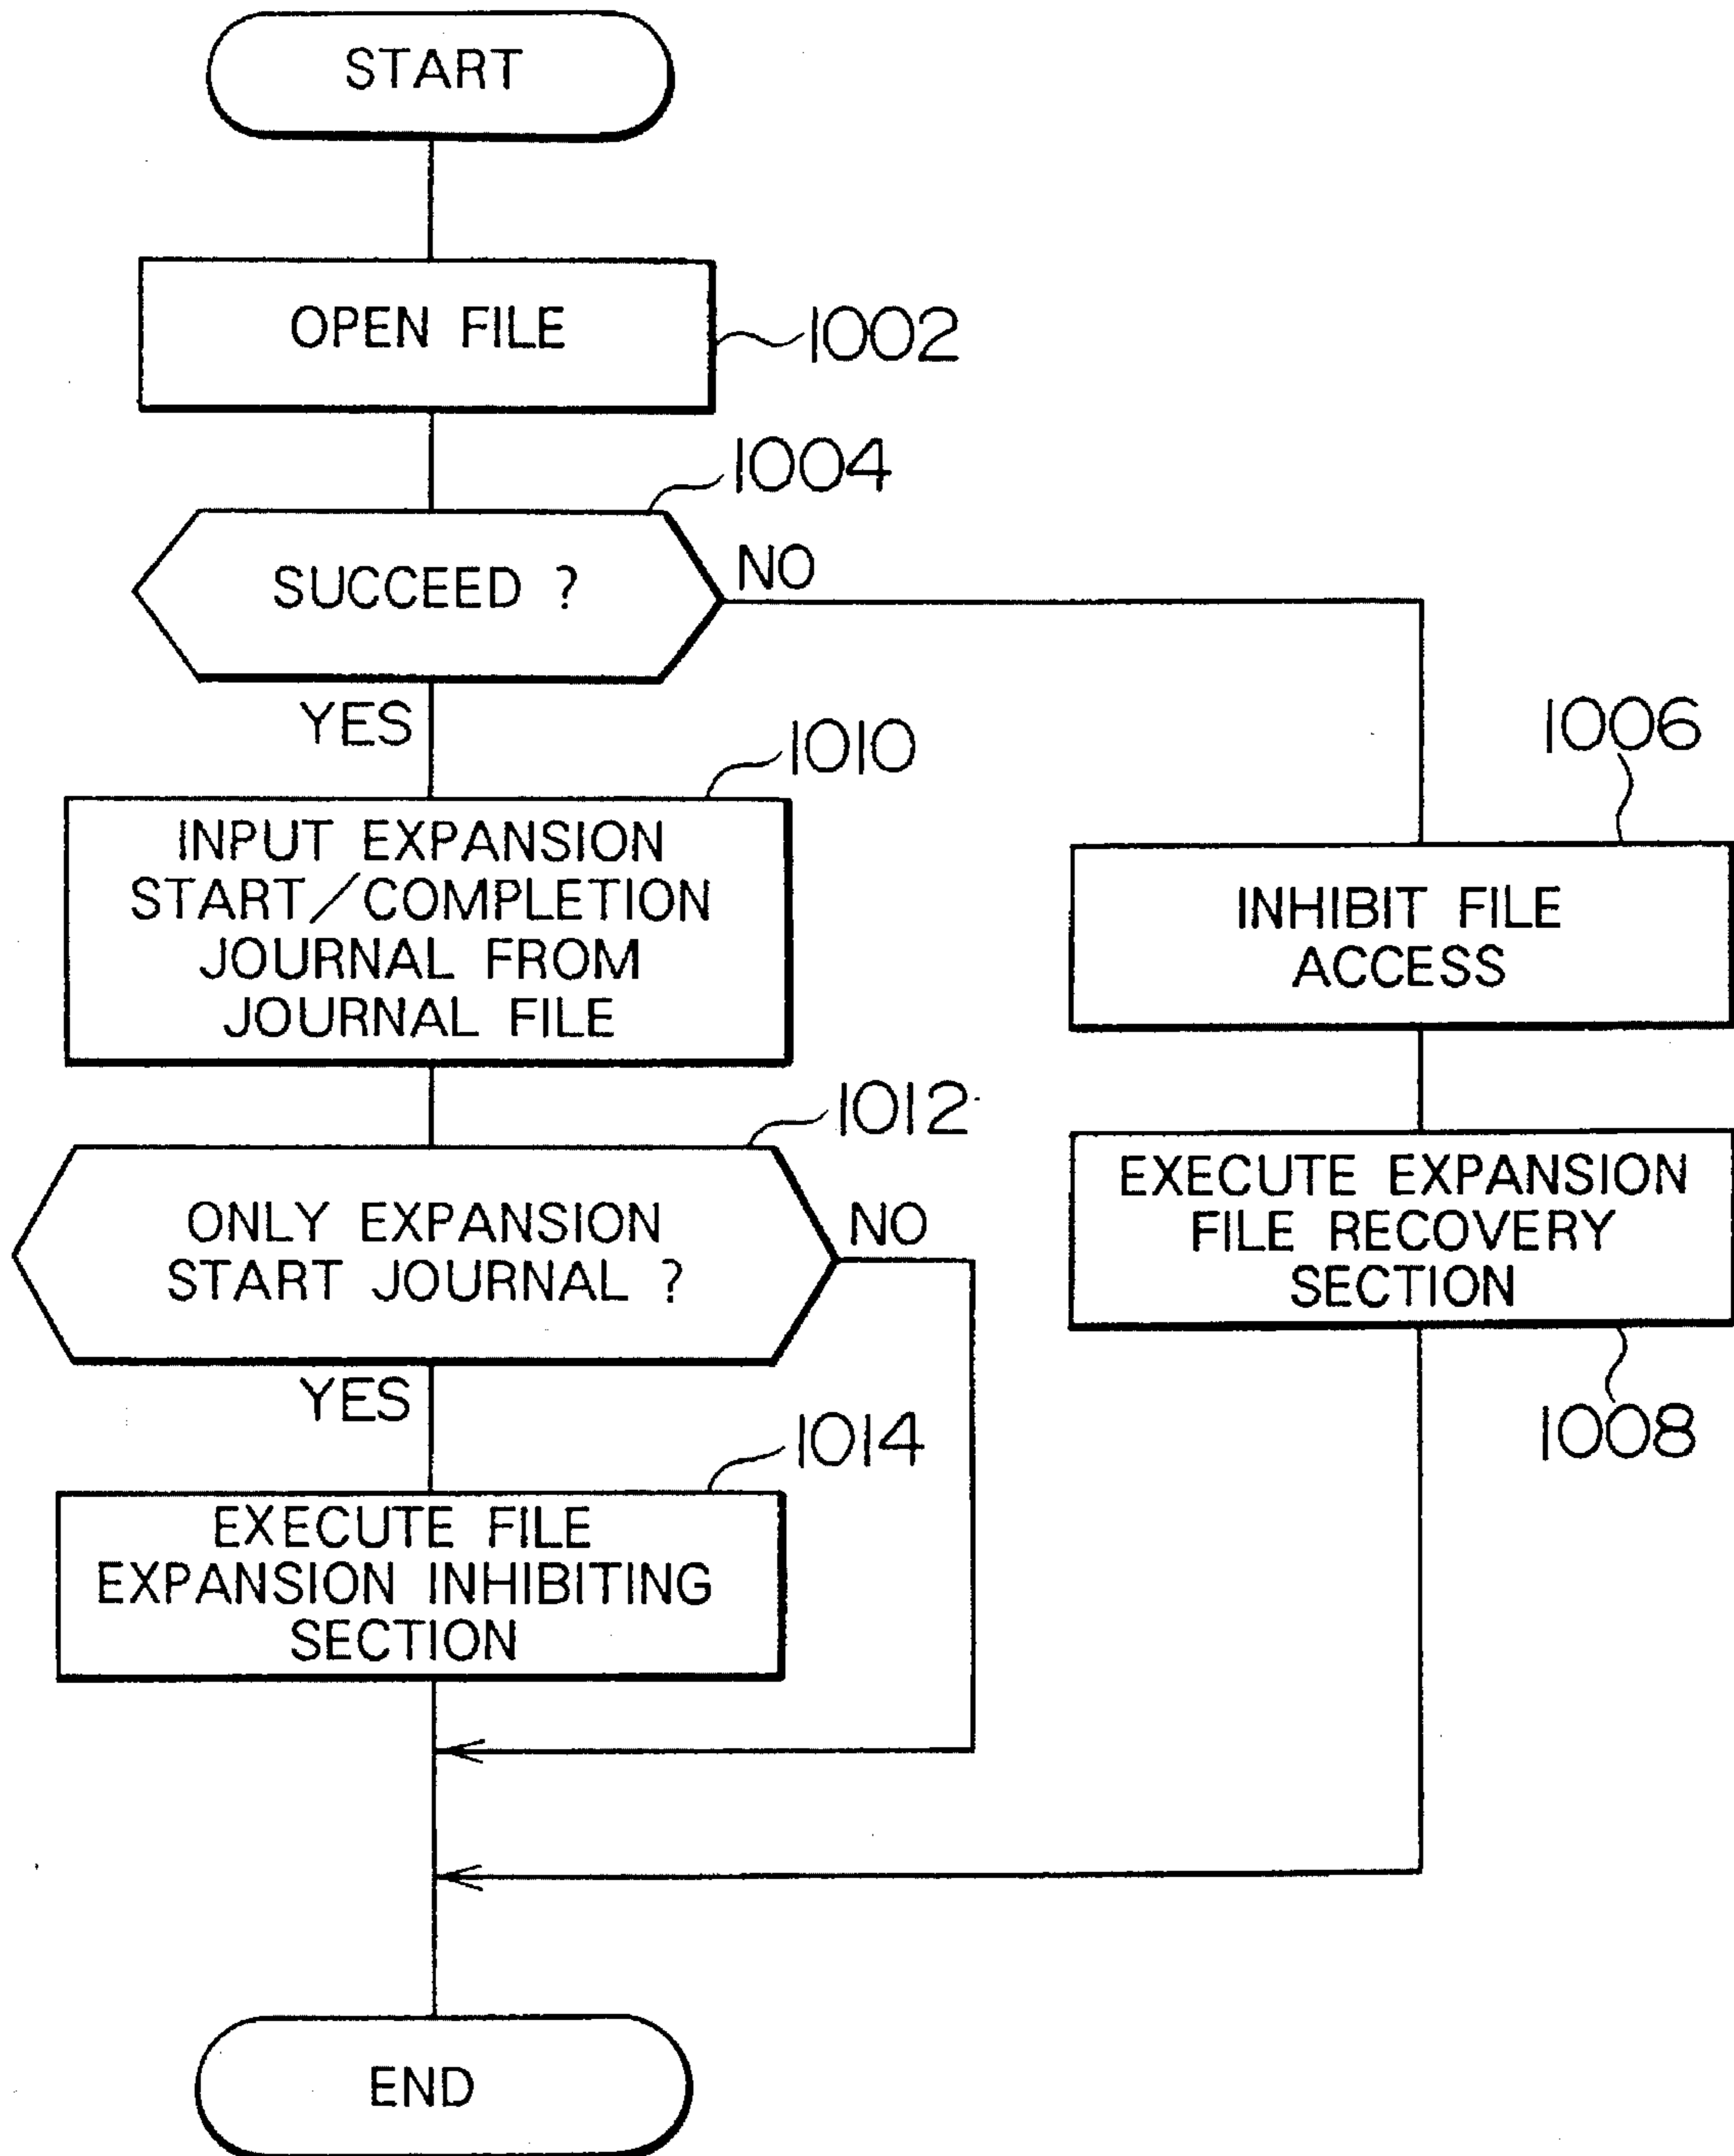 START
OPEN FILE
1002
1004
SUCCEED ?
NO
YES
1010
1006
INPUT EXPANSION
START/COMPLETION
JOURNAL FROM
JOURNAL FILE
INHIBIT FILE
ACCESS
1012
ONLY EXPANSION
START JOURNAL ?
NO
EXECUTE EXPANSION
FILE RECOVERY
SECTION
YES
1008
1014
EXECUTE FILE
EXPANSION INHIBITING
SECTION
END